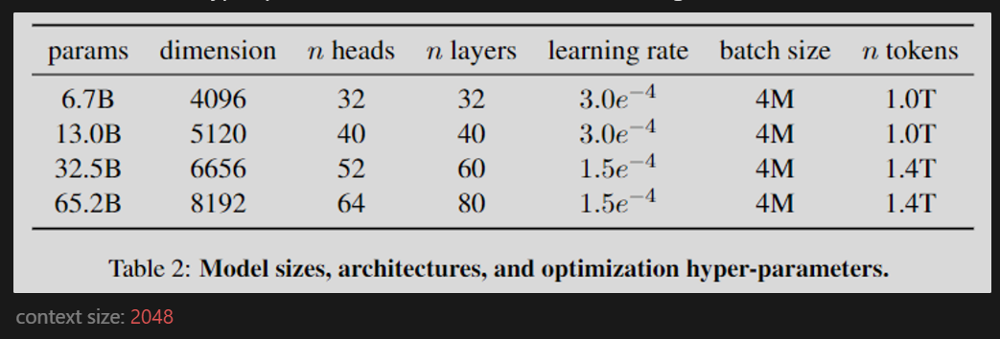 params dimension n heads n layers learning rate batch size n tokens
6.7B 4096 32 32 3.0e⁻⁴ 4M 1.0T
13.0B 5120 40 40 3.0e⁻⁴ 4M 1.0T
32.5B 6656 52 60 1.5e⁻⁴ 4M 1.4T
65.2B 8192 64 80 1.5e⁻⁴ 4M 1.4T
Table 2: Model sizes, architectures, and optimization hyper-parameters.
context size: 2048